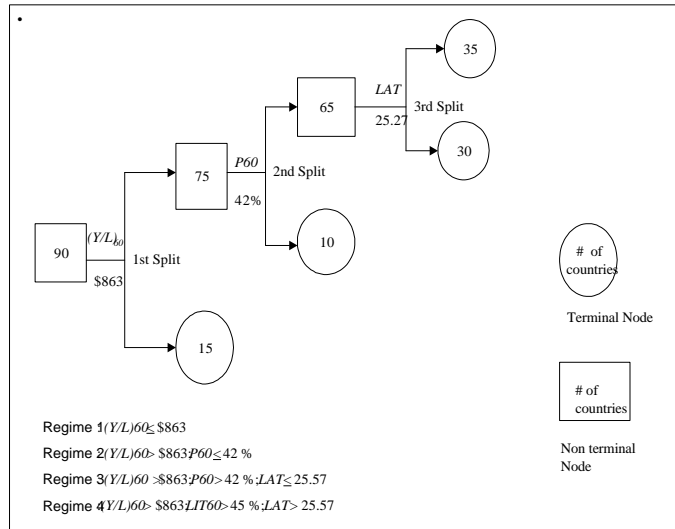 35
LAT
65
3rd Split
25.27
30
P60
75
2nd Split
42%
(Y/L)60
90
1st Split
$863
10
15
# of
countries
Terminal Node
# of
countries
Non terminal
Node
Regime 1(Y/L)60≤ $863
Regime 2(Y/L)60> $863;P60≤ 42 %
Regime 3(Y/L)60 >$863;P60> 42 %;LAT≤ 25.57
Regime 4(Y/L)60> $863;LIT60> 45 %;LAT> 25.57